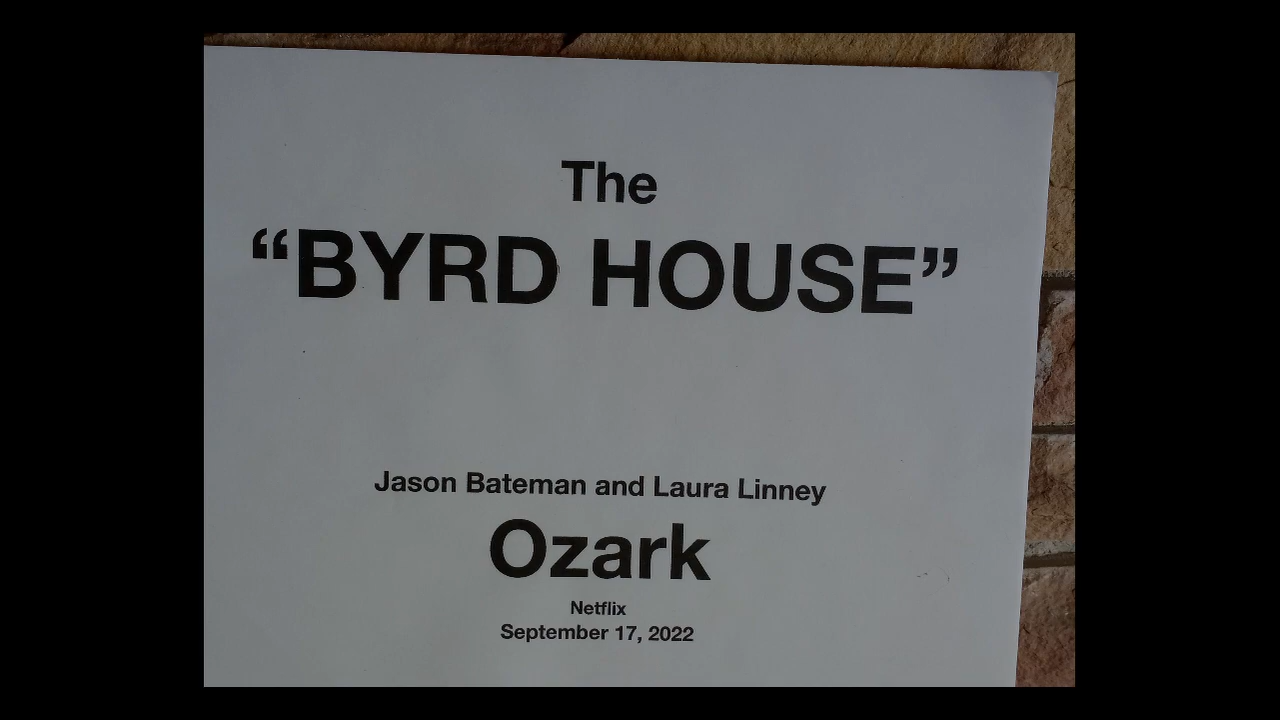 The
“BYRD HOUSE”
Jason Bateman and Laura Linney
Ozark
Netflix
September 17, 2022